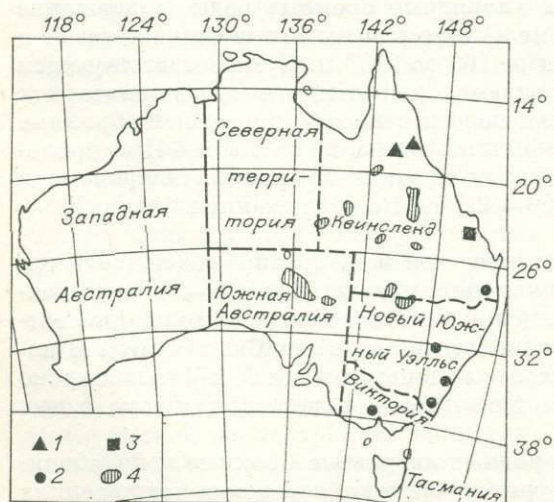 118° 124° 130° 136° 142° 148°
14°
Северная
терри-
тория
20°
Западная
Квинсленд
26°
Австралия
Южная
Австралия
Новый Юж-
ный Уэлльс
32°
Виктория
38°
Тасмания
1 3
2 4